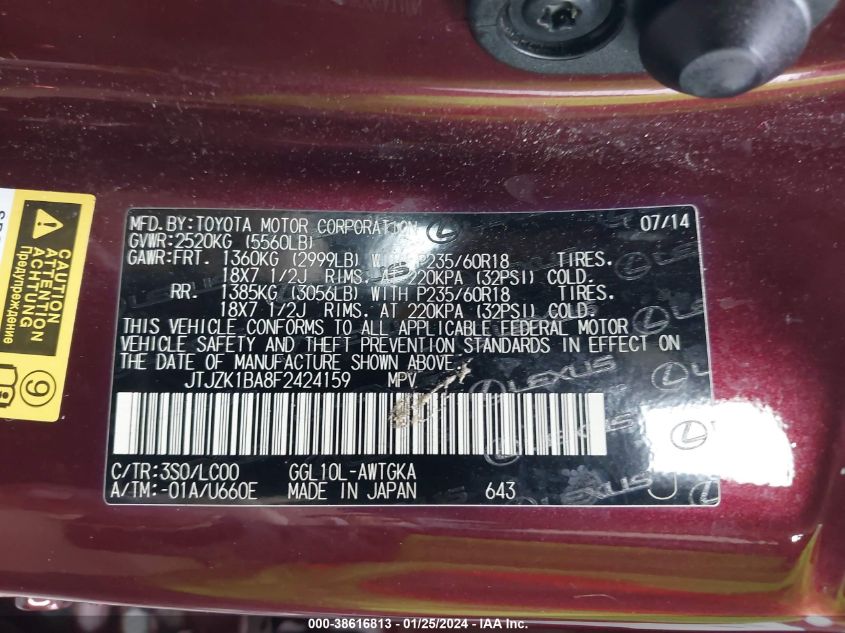 MFD.BY:TOYOTA MOTOR CORPORATION 07/14
GVWR:2520KG (5560LB)
GAWR:FRT. 1360KG (2999LB) WITH P235/60R18 TIRES.
18X7 1/2J RIMS. AT 220KPA (32PSI) COLD.
RR. 1385KG (3056LB) WITH P235/60R18 TIRES.
18X7 1/2J RIMS. AT 220KPA (32PSI) COLD.
THIS VEHICLE CONFORMS TO ALL APPLICABLE FEDERAL MOTOR
VEHICLE SAFETY AND THEFT PREVENTION STANDARDS IN EFFECT ON
THE DATE OF MANUFACTURE SHOWN ABOVE.
JTJZK1BA8F2424159 MPV
C/TR:3S0/LC00 GGL10L-AWTGKA
A/TM:-01A/U660E MADE IN JAPAN 643 J
LEXUS
LEXUS
CAUTION
ATTENTION
ACHTUNG
Предупреждение
9
000-38616813 - 01/25/2024 - IAA Inc.